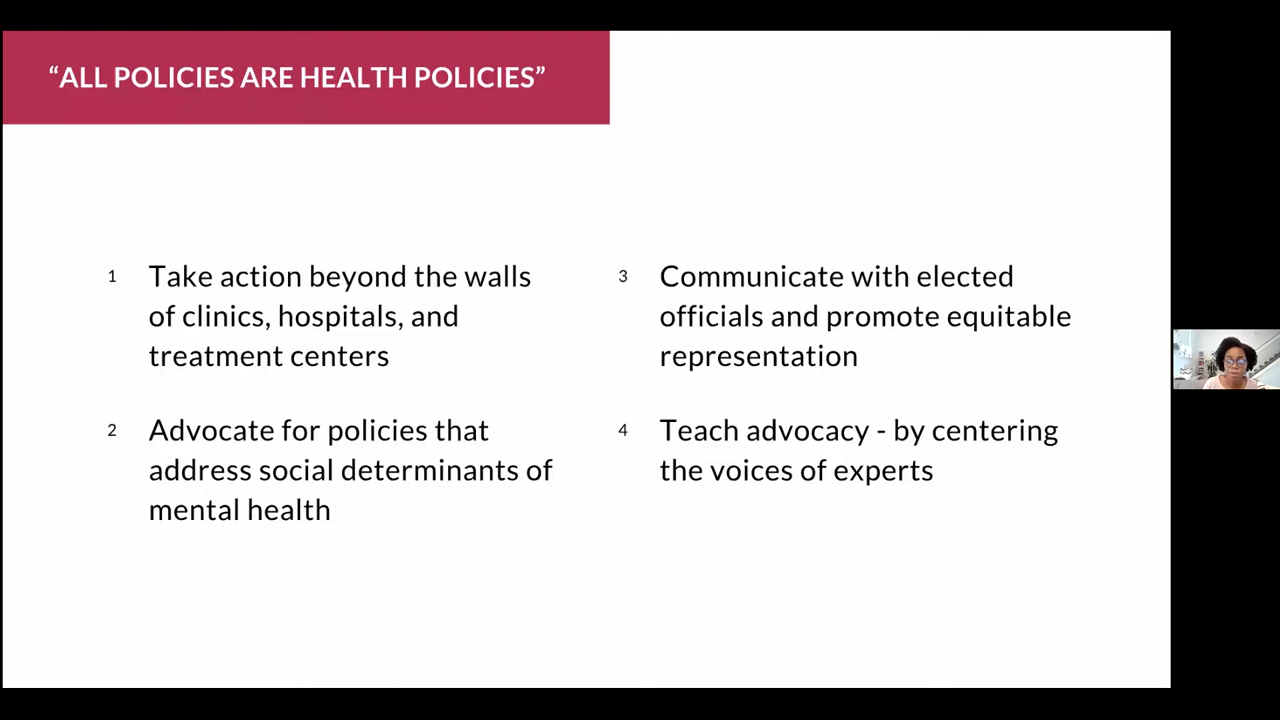 “ALL POLICIES ARE HEALTH POLICIES”
1 Take action beyond the walls
of clinics, hospitals, and
treatment centers
2 Advocate for policies that
address social determinants of
mental health
3 Communicate with elected
officials and promote equitable
representation
4 Teach advocacy - by centering
the voices of experts